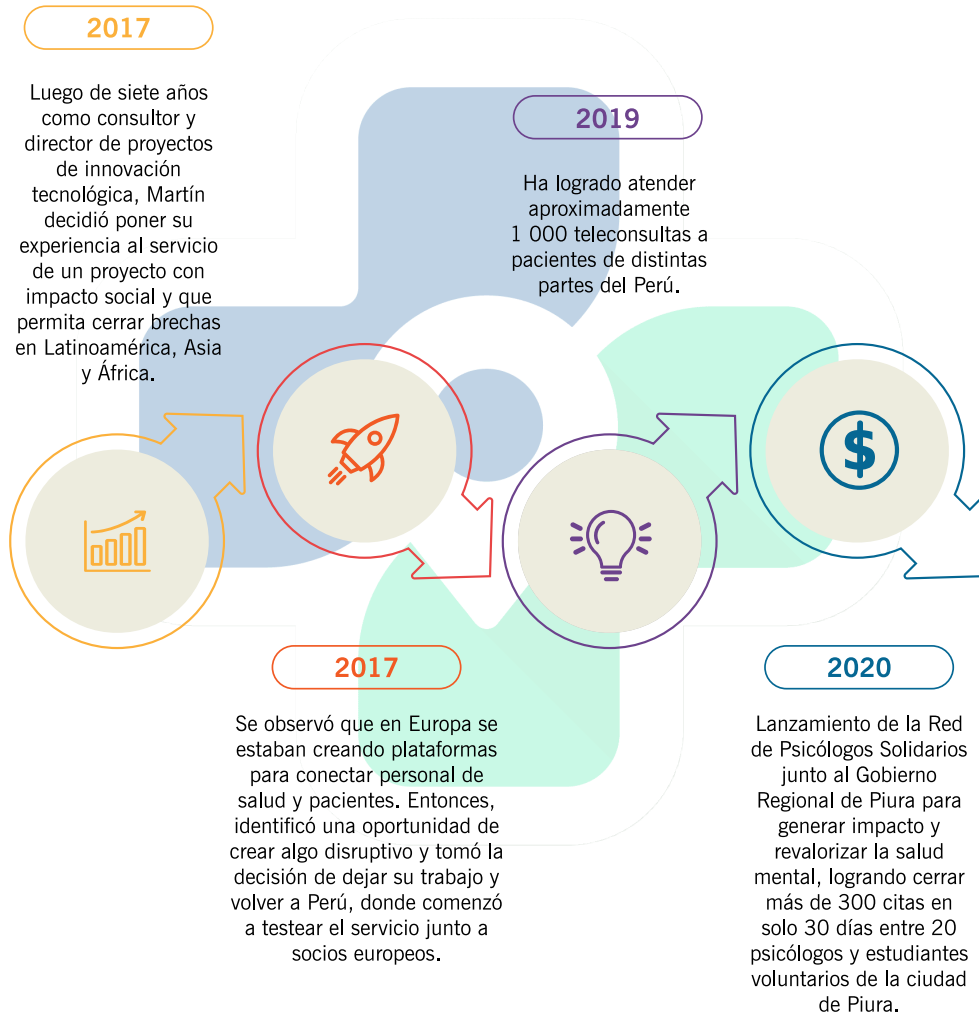 2017
Luego de siete años
como consultor y
director de proyectos
de innovación
tecnológica, Martín
decidió poner su
experiencia al servicio
de un proyecto con
impacto social y que
permita cerrar brechas
en Latinoamérica, Asia
y África.
2017
Se observó que en Europa se
estaban creando plataformas
para conectar personal de
salud y pacientes. Entonces,
identificó una oportunidad de
crear algo disruptivo y tomó la
decisión de dejar su trabajo y
volver a Perú, donde comenzó
a testear el servicio junto a
socios europeos.
2019
Ha logrado atender
aproximadamente
1 000 teleconsultas a
pacientes de distintas
partes del Perú.
$
2020
Lanzamiento de la Red
de Psicólogos Solidarios
junto al Gobierno
Regional de Piura para
generar impacto y
revalorizar la salud
mental, logrando cerrar
más de 300 citas en
solo 30 días entre 20
psicólogos y estudiantes
voluntarios de la ciudad
de Piura.